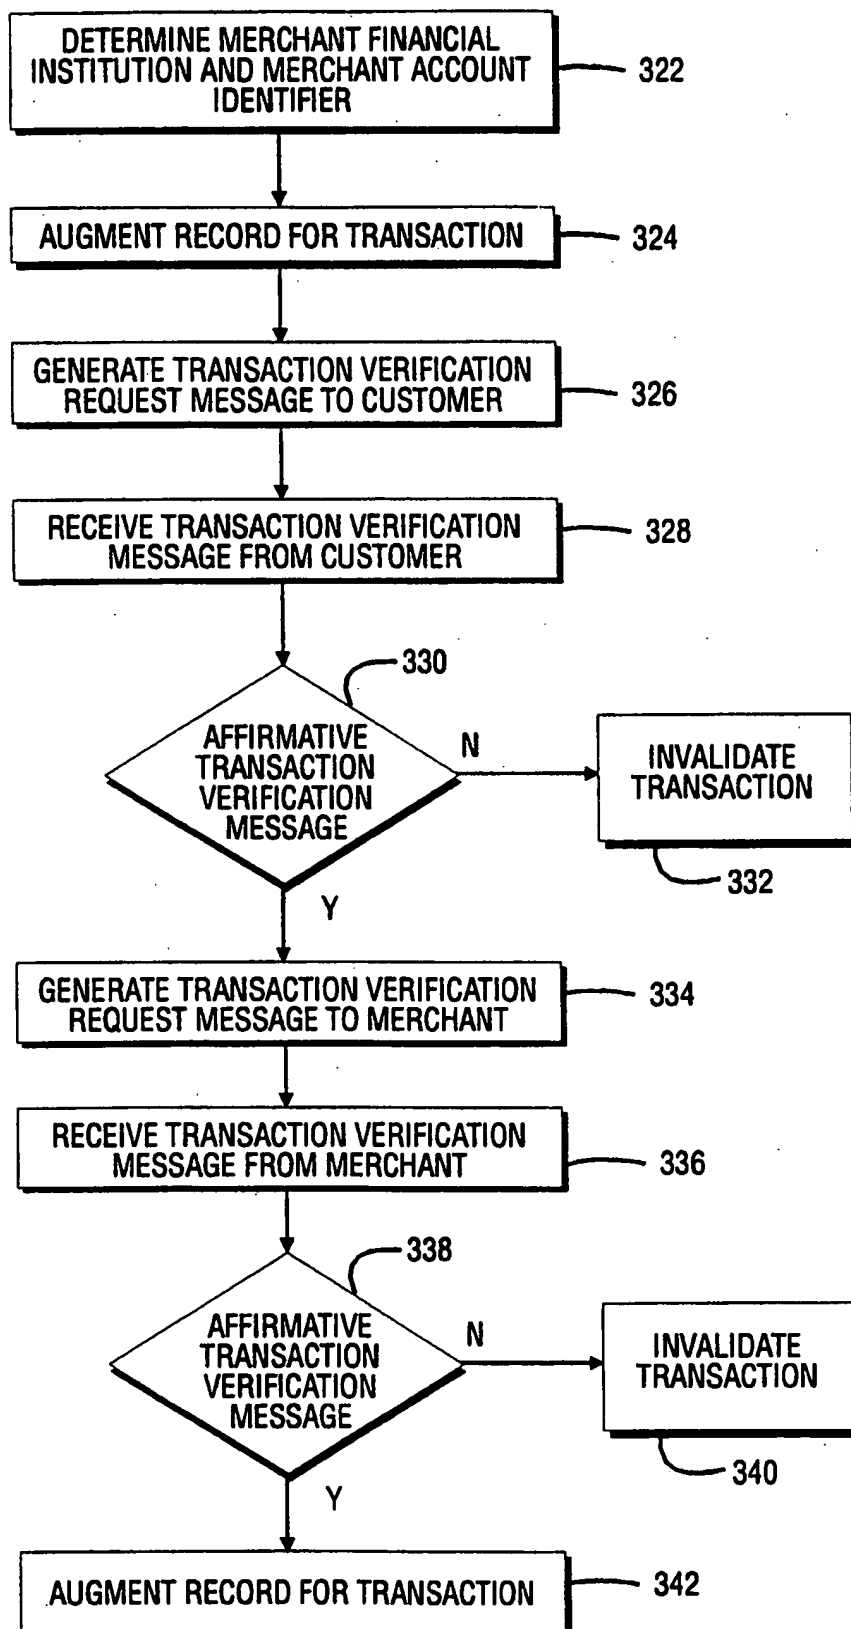 DETERMINE MERCHANT FINANCIAL
INSTITUTION AND MERCHANT ACCOUNT
IDENTIFIER
322
AUGMENT RECORD FOR TRANSACTION
324
GENERATE TRANSACTION VERIFICATION
REQUEST MESSAGE TO CUSTOMER
326
RECEIVE TRANSACTION VERIFICATION
MESSAGE FROM CUSTOMER
328
330
AFFIRMATIVE
TRANSACTION
VERIFICATION
MESSAGE
N
INVALIDATE
TRANSACTION
332
Y
GENERATE TRANSACTION VERIFICATION
REQUEST MESSAGE TO MERCHANT
334
RECEIVE TRANSACTION VERIFICATION
MESSAGE FROM MERCHANT
336
338
AFFIRMATIVE
TRANSACTION
VERIFICATION
MESSAGE
N
INVALIDATE
TRANSACTION
340
Y
AUGMENT RECORD FOR TRANSACTION
342